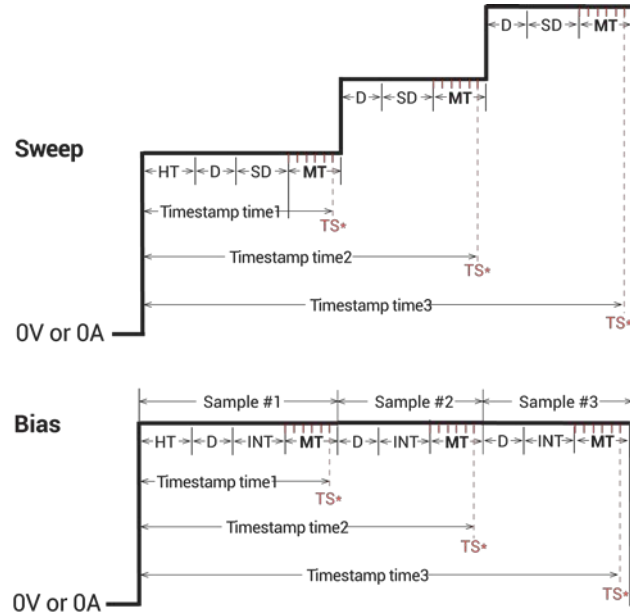 D SD MT
D SD MT
TS*
Sweep
HT D SD MT
Timestamp time1
TS*
Timestamp time2
TS*
Timestamp time3
TS*
0V or 0A
Sample #1 Sample #2 Sample #3
Bias
HT D INT MT D INT MT D INT MT
Timestamp time1
TS*
Timestamp time2
TS*
Timestamp time3
TS*
0V or 0A